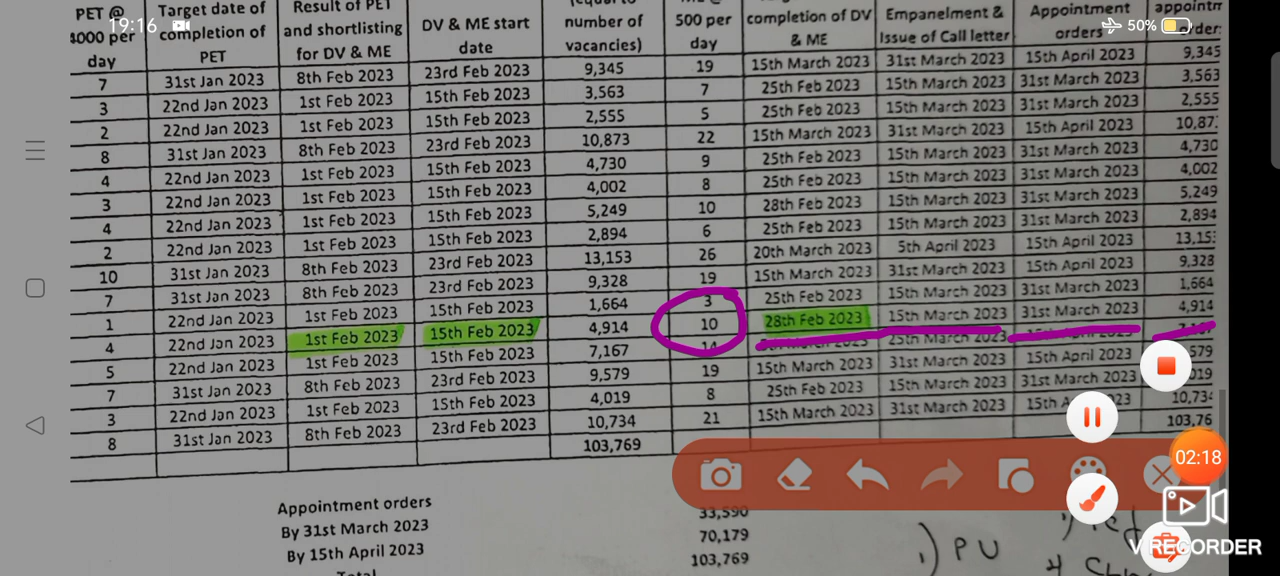 19:16
50%
PET @
4000 per
day
Target date of
completion of
PET
Result of PET
and shortlisting
for DV & ME
DV & ME start
date
number of
vacancies)
500 per
day
completion of DV
& ME
Empanelment &
Issue of Call letter
Appointment
orders
7 31st Jan 2023 8th Feb 2023 23rd Feb 2023 9,345 19 15th March 2023 31st March 2023 15th April 2023 9,345
3 22nd Jan 2023 1st Feb 2023 15th Feb 2023 3,563 7 25th Feb 2023 15th March 2023 31st March 2023 3,563
2 22nd Jan 2023 1st Feb 2023 15th Feb 2023 2,555 5 25th Feb 2023 15th March 2023 31st March 2023 2,555
8 31st Jan 2023 8th Feb 2023 23rd Feb 2023 10,873 22 15th March 2023 31st March 2023 15th April 2023 10,87
4 22nd Jan 2023 1st Feb 2023 15th Feb 2023 4,730 9 25th Feb 2023 15th March 2023 31st March 2023 4,730
3 22nd Jan 2023 1st Feb 2023 15th Feb 2023 4,002 8 25th Feb 2023 15th March 2023 31st March 2023 4,002
4 22nd Jan 2023 1st Feb 2023 15th Feb 2023 5,249 10 28th Feb 2023 15th March 2023 31st March 2023 5,249
2 22nd Jan 2023 1st Feb 2023 15th Feb 2023 2,894 6 25th Feb 2023 15th March 2023 31st March 2023 2,894
10 31st Jan 2023 8th Feb 2023 23rd Feb 2023 13,153 26 20th March 2023 5th April 2023 15th April 2023 13,15
7 31st Jan 2023 8th Feb 2023 23rd Feb 2023 9,328 19 15th March 2023 31st March 2023 15th April 2023 9,328
1 22nd Jan 2023 1st Feb 2023 15th Feb 2023 1,664 3 25th Feb 2023 15th March 2023 31st March 2023 1,664
4 22nd Jan 2023 1st Feb 2023 15th Feb 2023 4,914 10 28th Feb 2023 15th March 2023 31st March 2023 4,914
5 22nd Jan 2023 1st Feb 2023 15th Feb 2023 7,167 14 25th March 2023
7 31st Jan 2023 8th Feb 2023 23rd Feb 2023 9,579 19 15th March 2023 31st March 2023 15th April 2023 579
3 22nd Jan 2023 1st Feb 2023 15th Feb 2023 4,019 8 25th Feb 2023 15th March 2023 31st March 2023 019
8 31st Jan 2023 8th Feb 2023 23rd Feb 2023 10,734 21 15th March 2023 31st March 2023 15th 10,73
103,769 103,76
Appointment orders
By 31st March 2023 33,590
By 15th April 2023 70,179
Total 103,769
1) PU
02:18
V RECORDER